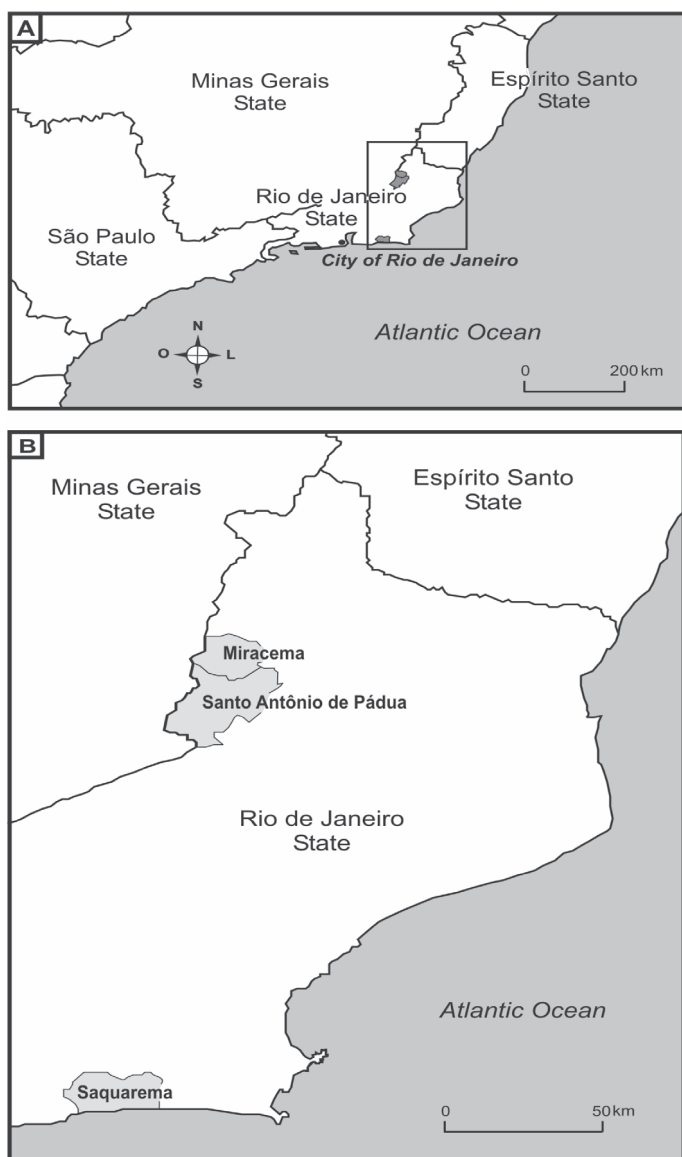 A
Minas Gerais
State
Espírito Santo
State
Rio de Janeiro
State
São Paulo
State
City of Rio de Janeiro
Atlantic Ocean
N
O
L
S
0
200 km
B
Minas Gerais
State
Espírito Santo
State
Miracema
Santo Antônio de Pádua
Rio de Janeiro
State
Atlantic Ocean
Saquarema
0
50 km